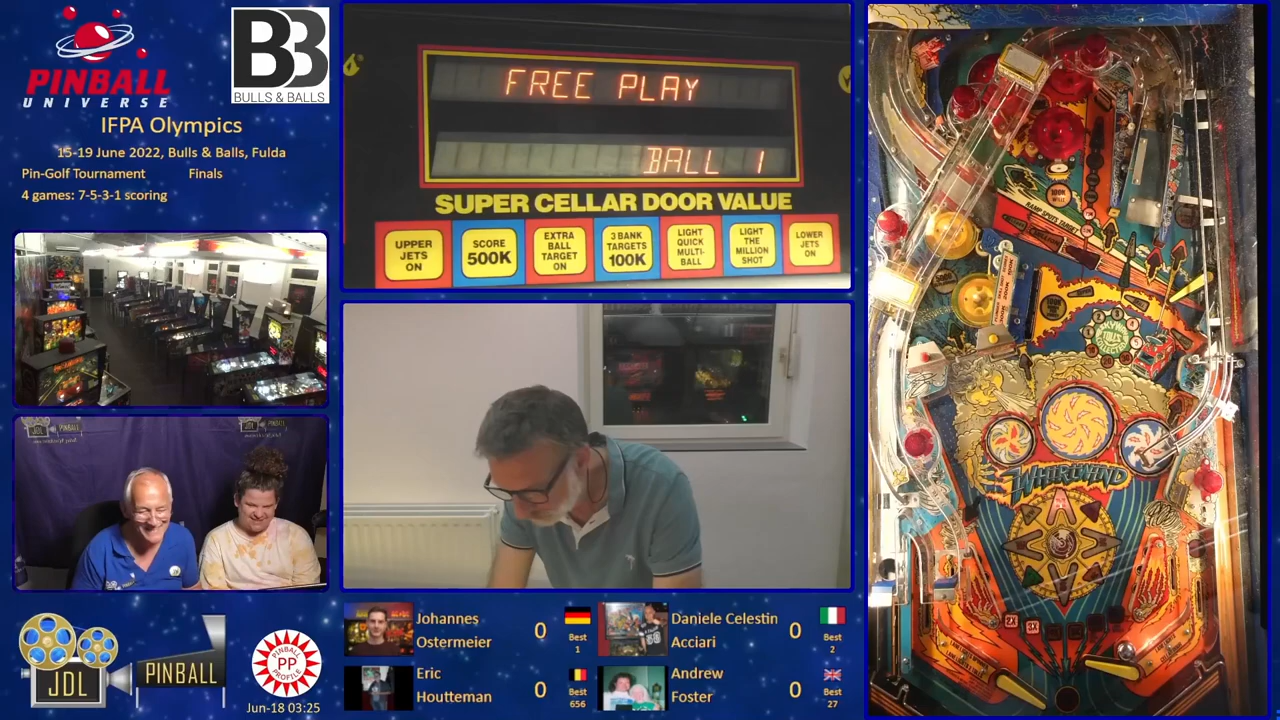 PINBALL
UNIVERSE
BB
BULLS & BALLS
IFPA Olympics
15-19 June 2022, Bulls & Balls, Fulda
Pin-Golf Tournament Finals
4 games: 7-5-3-1 scoring
FREE PLAY
BALL 1
SUPER CELLAR DOOR VALUE
UPPER JETS ON
SCORE 500K
EXTRA BALL TARGET ON
3 BANK TARGETS 100K
LIGHT QUICK MULTI-BALL
LIGHT THE MILLION SHOT
LOWER JETS ON
RAMP SPOTS TARGET
WHIRLWIND
JDL
PINBALL
PINBALL PROFILE
PP
Jun-18 03:25
Johannes Ostermeier 0 Best 1
Daniele Celestin Acciari 0 Best 2
Eric Houtteman 0 Best 656
Andrew Foster 0 Best 27